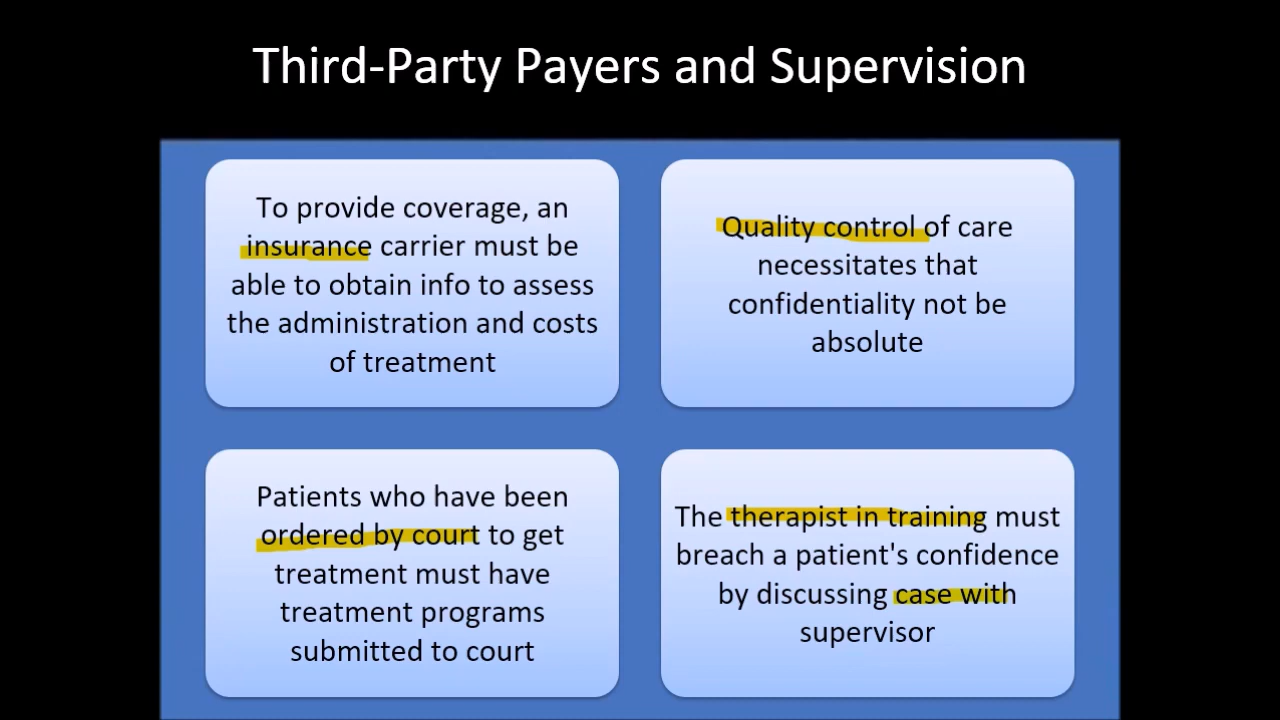 Third-Party Payers and Supervision
To provide coverage, an
insurance carrier must be
able to obtain info to assess
the administration and costs
of treatment
Quality control of care
necessitates that
confidentiality not be
absolute
Patients who have been
ordered by court to get
treatment must have
treatment programs
submitted to court
The therapist in training must
breach a patient's confidence
by discussing case with
supervisor